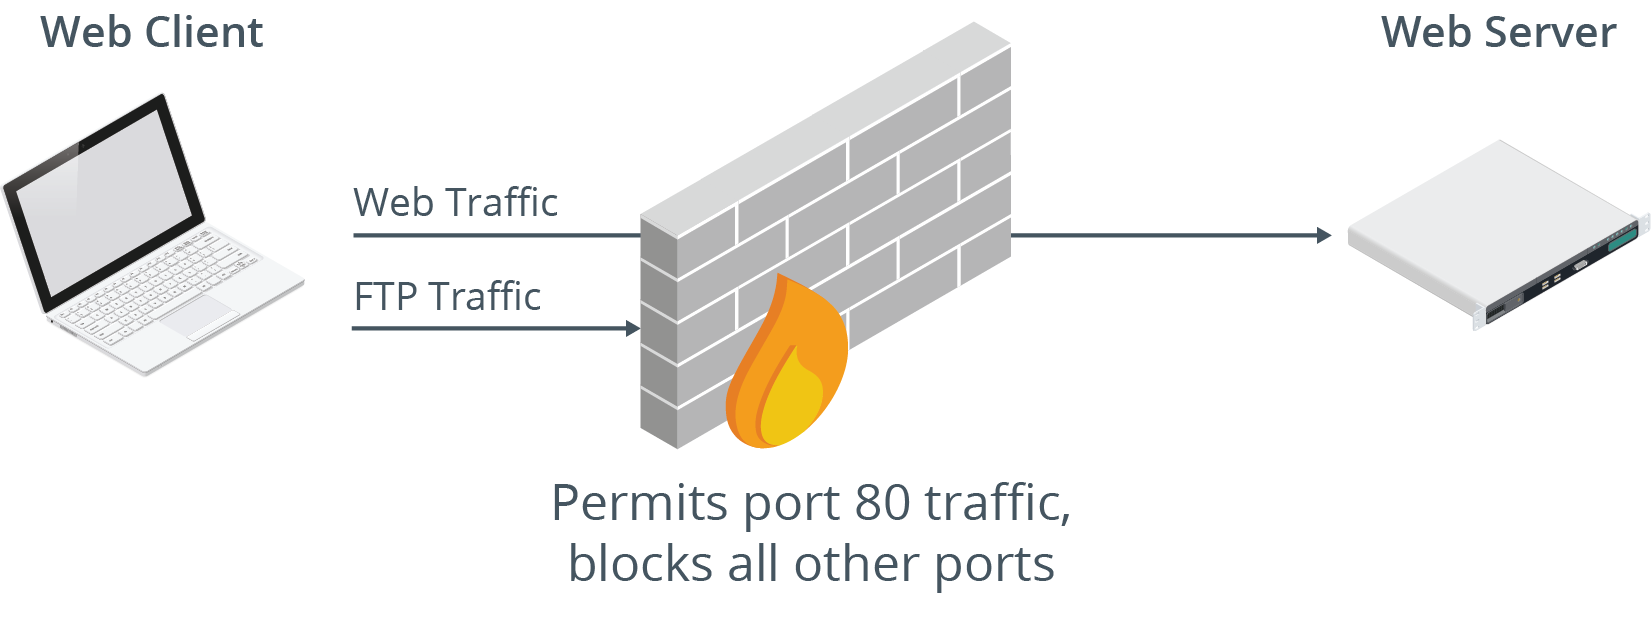 Web Client
Web Server
Web Traffic
FTP Traffic
Permits port 80 traffic,
blocks all other ports